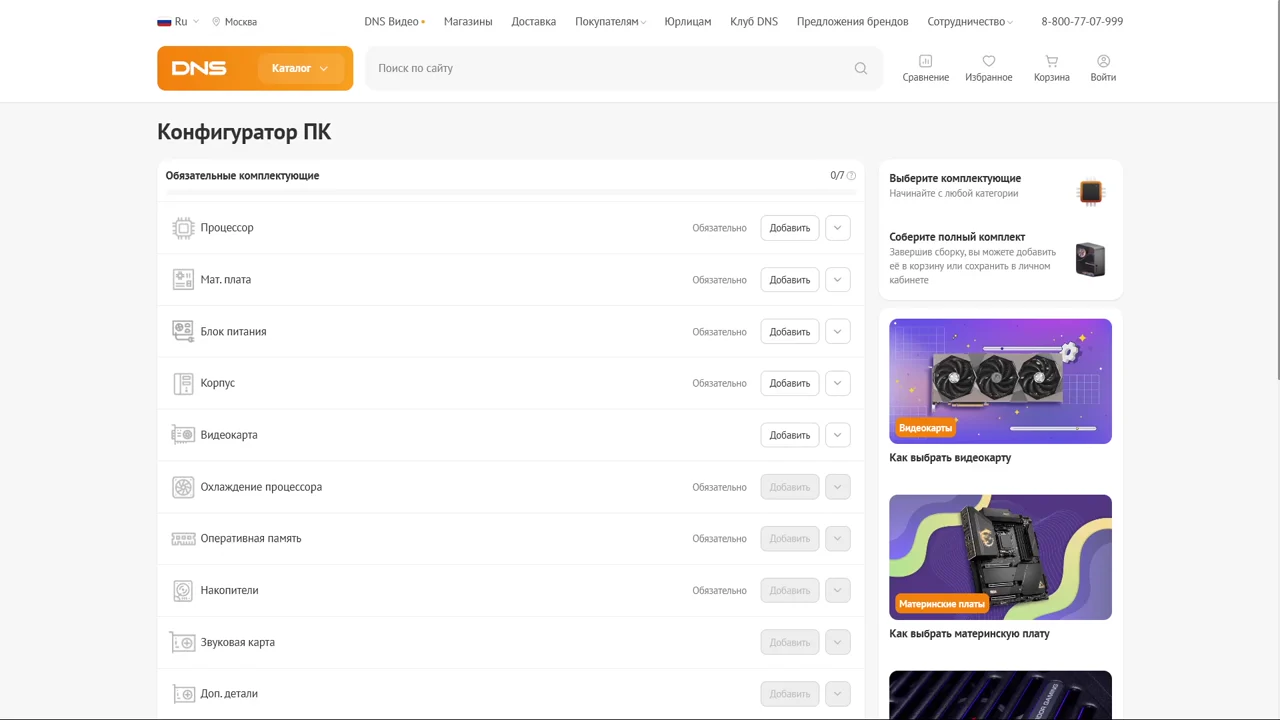 Ru
Москва
DNS Видео
Магазины
Доставка
Покупателям
Юрлицам
Клуб DNS
Предложения брендов
Сотрудничество
8-800-77-07-999
DNS
Каталог
Поиск по сайту
Сравнение
Избранное
Корзина
Войти
Конфигуратор ПК
Обязательные комплектующие
0/7
Процессор
Обязательно
Добавить
Мат. плата
Обязательно
Добавить
Блок питания
Обязательно
Добавить
Корпус
Обязательно
Добавить
Видеокарта
Добавить
Охлаждение процессора
Обязательно
Добавить
Оперативная память
Обязательно
Добавить
Накопители
Обязательно
Добавить
Звуковая карта
Добавить
Доп. детали
Добавить
Выберите комплектующие
Начинайте с любой категории
Соберите полный комплект
Завершив сборку, вы можете добавить
её в корзину или сохранить в личном
кабинете
Видеокарты
Как выбрать видеокарту
Материнские платы
Как выбрать материнскую плату